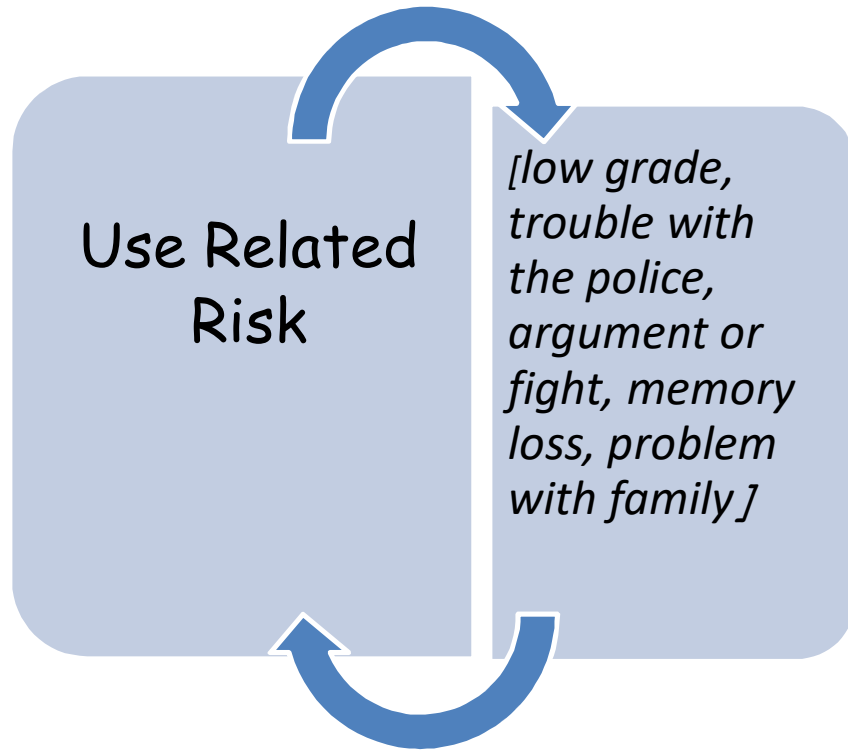 Use Related
Risk
[low grade,
trouble with
the police,
argument or
fight, memory
loss, problem
with family]